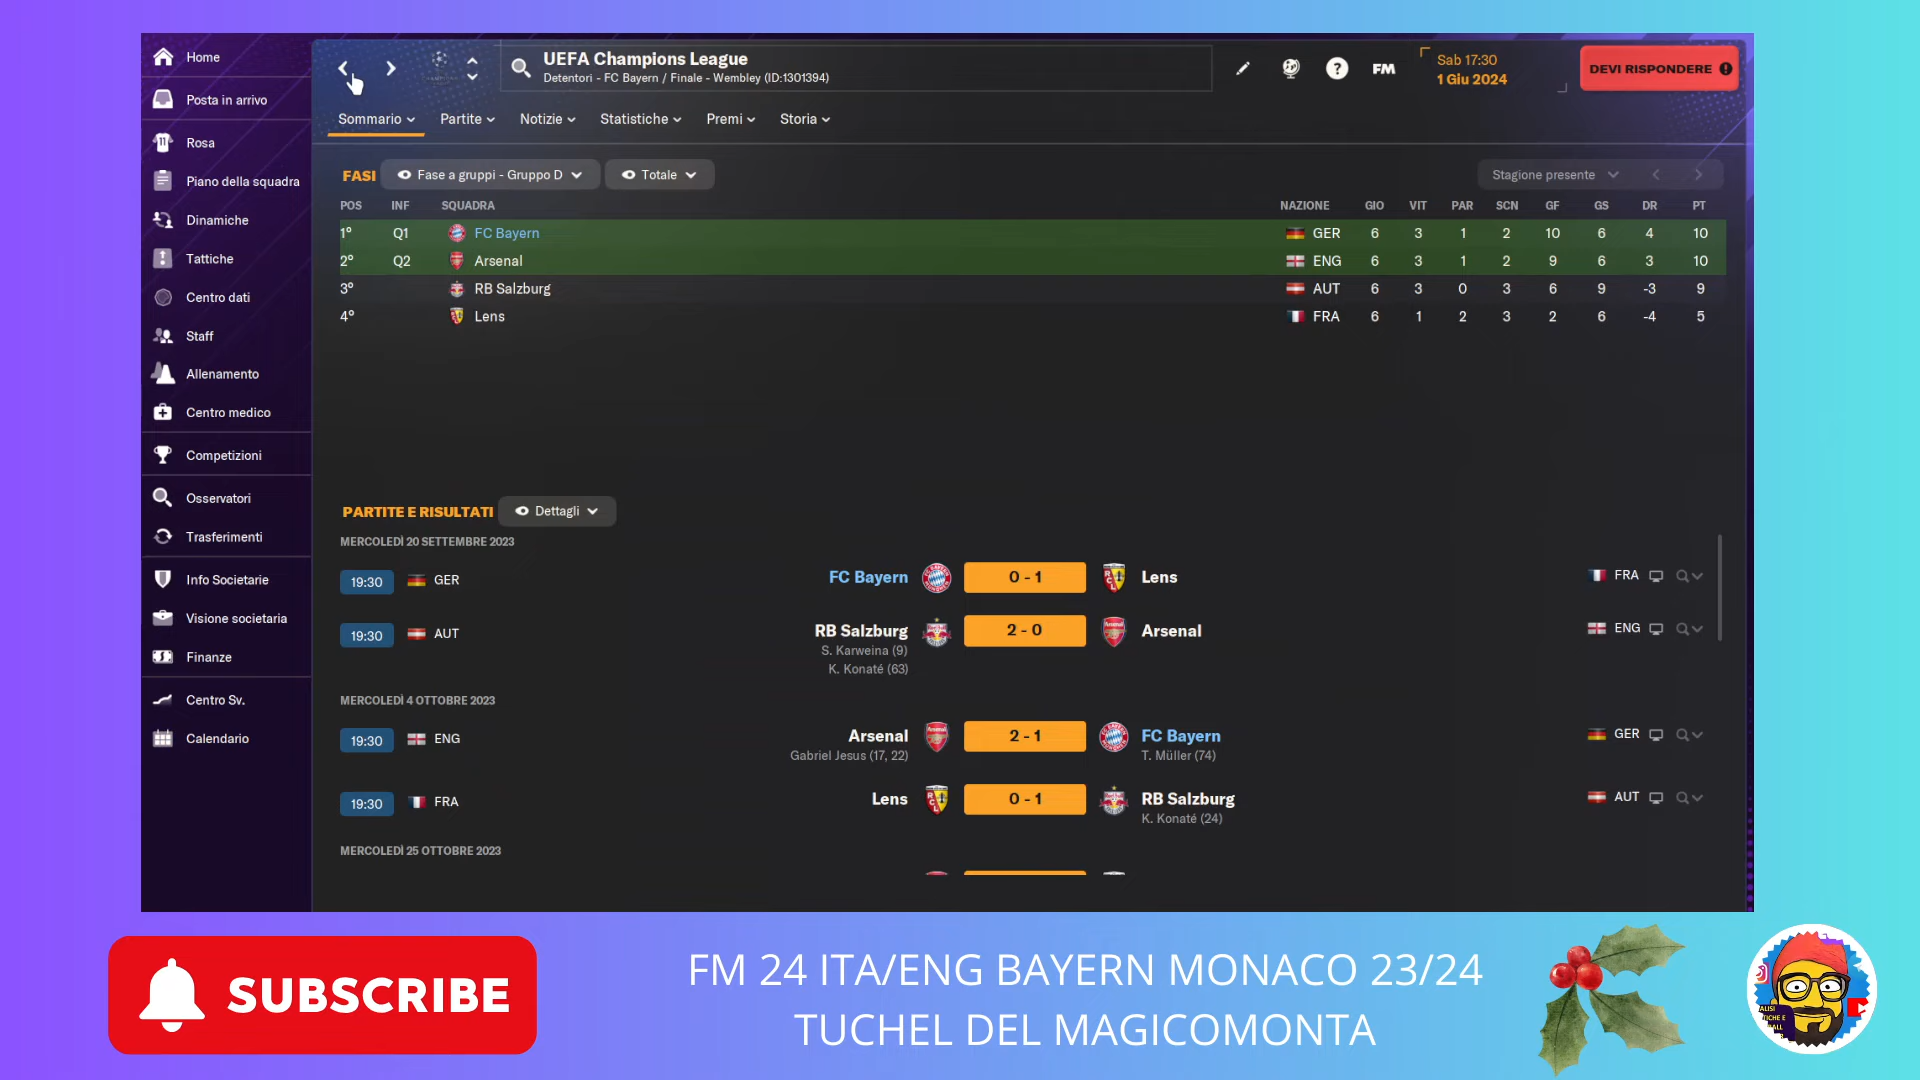 Home
Posta in arrivo
Rosa
Piano della squadra
Dinamiche
Tattiche
Centro dati
Staff
Allenamento
Centro medico
Competizioni
Osservatori
Trasferimenti
Info Societarie
Visione societaria
Finanze
Centro Sv.
Calendario
UEFA Champions League
Detentori - FC Bayern / Finale - Wembley (ID:1301394)
FM
Sab 17:30
1 Giu 2024
DEVI RISPONDERE
Sommario Partite Notizie Statistiche Premi Storia
FASI Fase a gruppi - Gruppo D Totale Stagione presente
POS INF SQUADRA NAZIONE GIO VIT PAR SCN GF GS DR PT
1° Q1 FC Bayern GER 6 3 1 2 10 6 4 10
2° Q2 Arsenal ENG 6 3 1 2 9 6 3 10
3° RB Salzburg AUT 6 3 0 3 6 9 -3 9
4° Lens FRA 6 1 2 3 2 6 -4 5
PARTITE E RISULTATI Dettagli
MERCOLEDÌ 20 SETTEMBRE 2023
19:30 GER FC Bayern 0 - 1 Lens FRA
19:30 AUT RB Salzburg 2 - 0 Arsenal ENG
S. Karweina (9)
K. Konaté (63)
MERCOLEDÌ 4 OTTOBRE 2023
19:30 ENG Arsenal 2 - 1 FC Bayern GER
Gabriel Jesus (17, 22) T. Müller (74)
19:30 FRA Lens 0 - 1 RB Salzburg AUT
K. Konaté (24)
MERCOLEDÌ 25 OTTOBRE 2023
SUBSCRIBE
FM 24 ITA/ENG BAYERN MONACO 23/24
TUCHEL DEL MAGICOMONTA